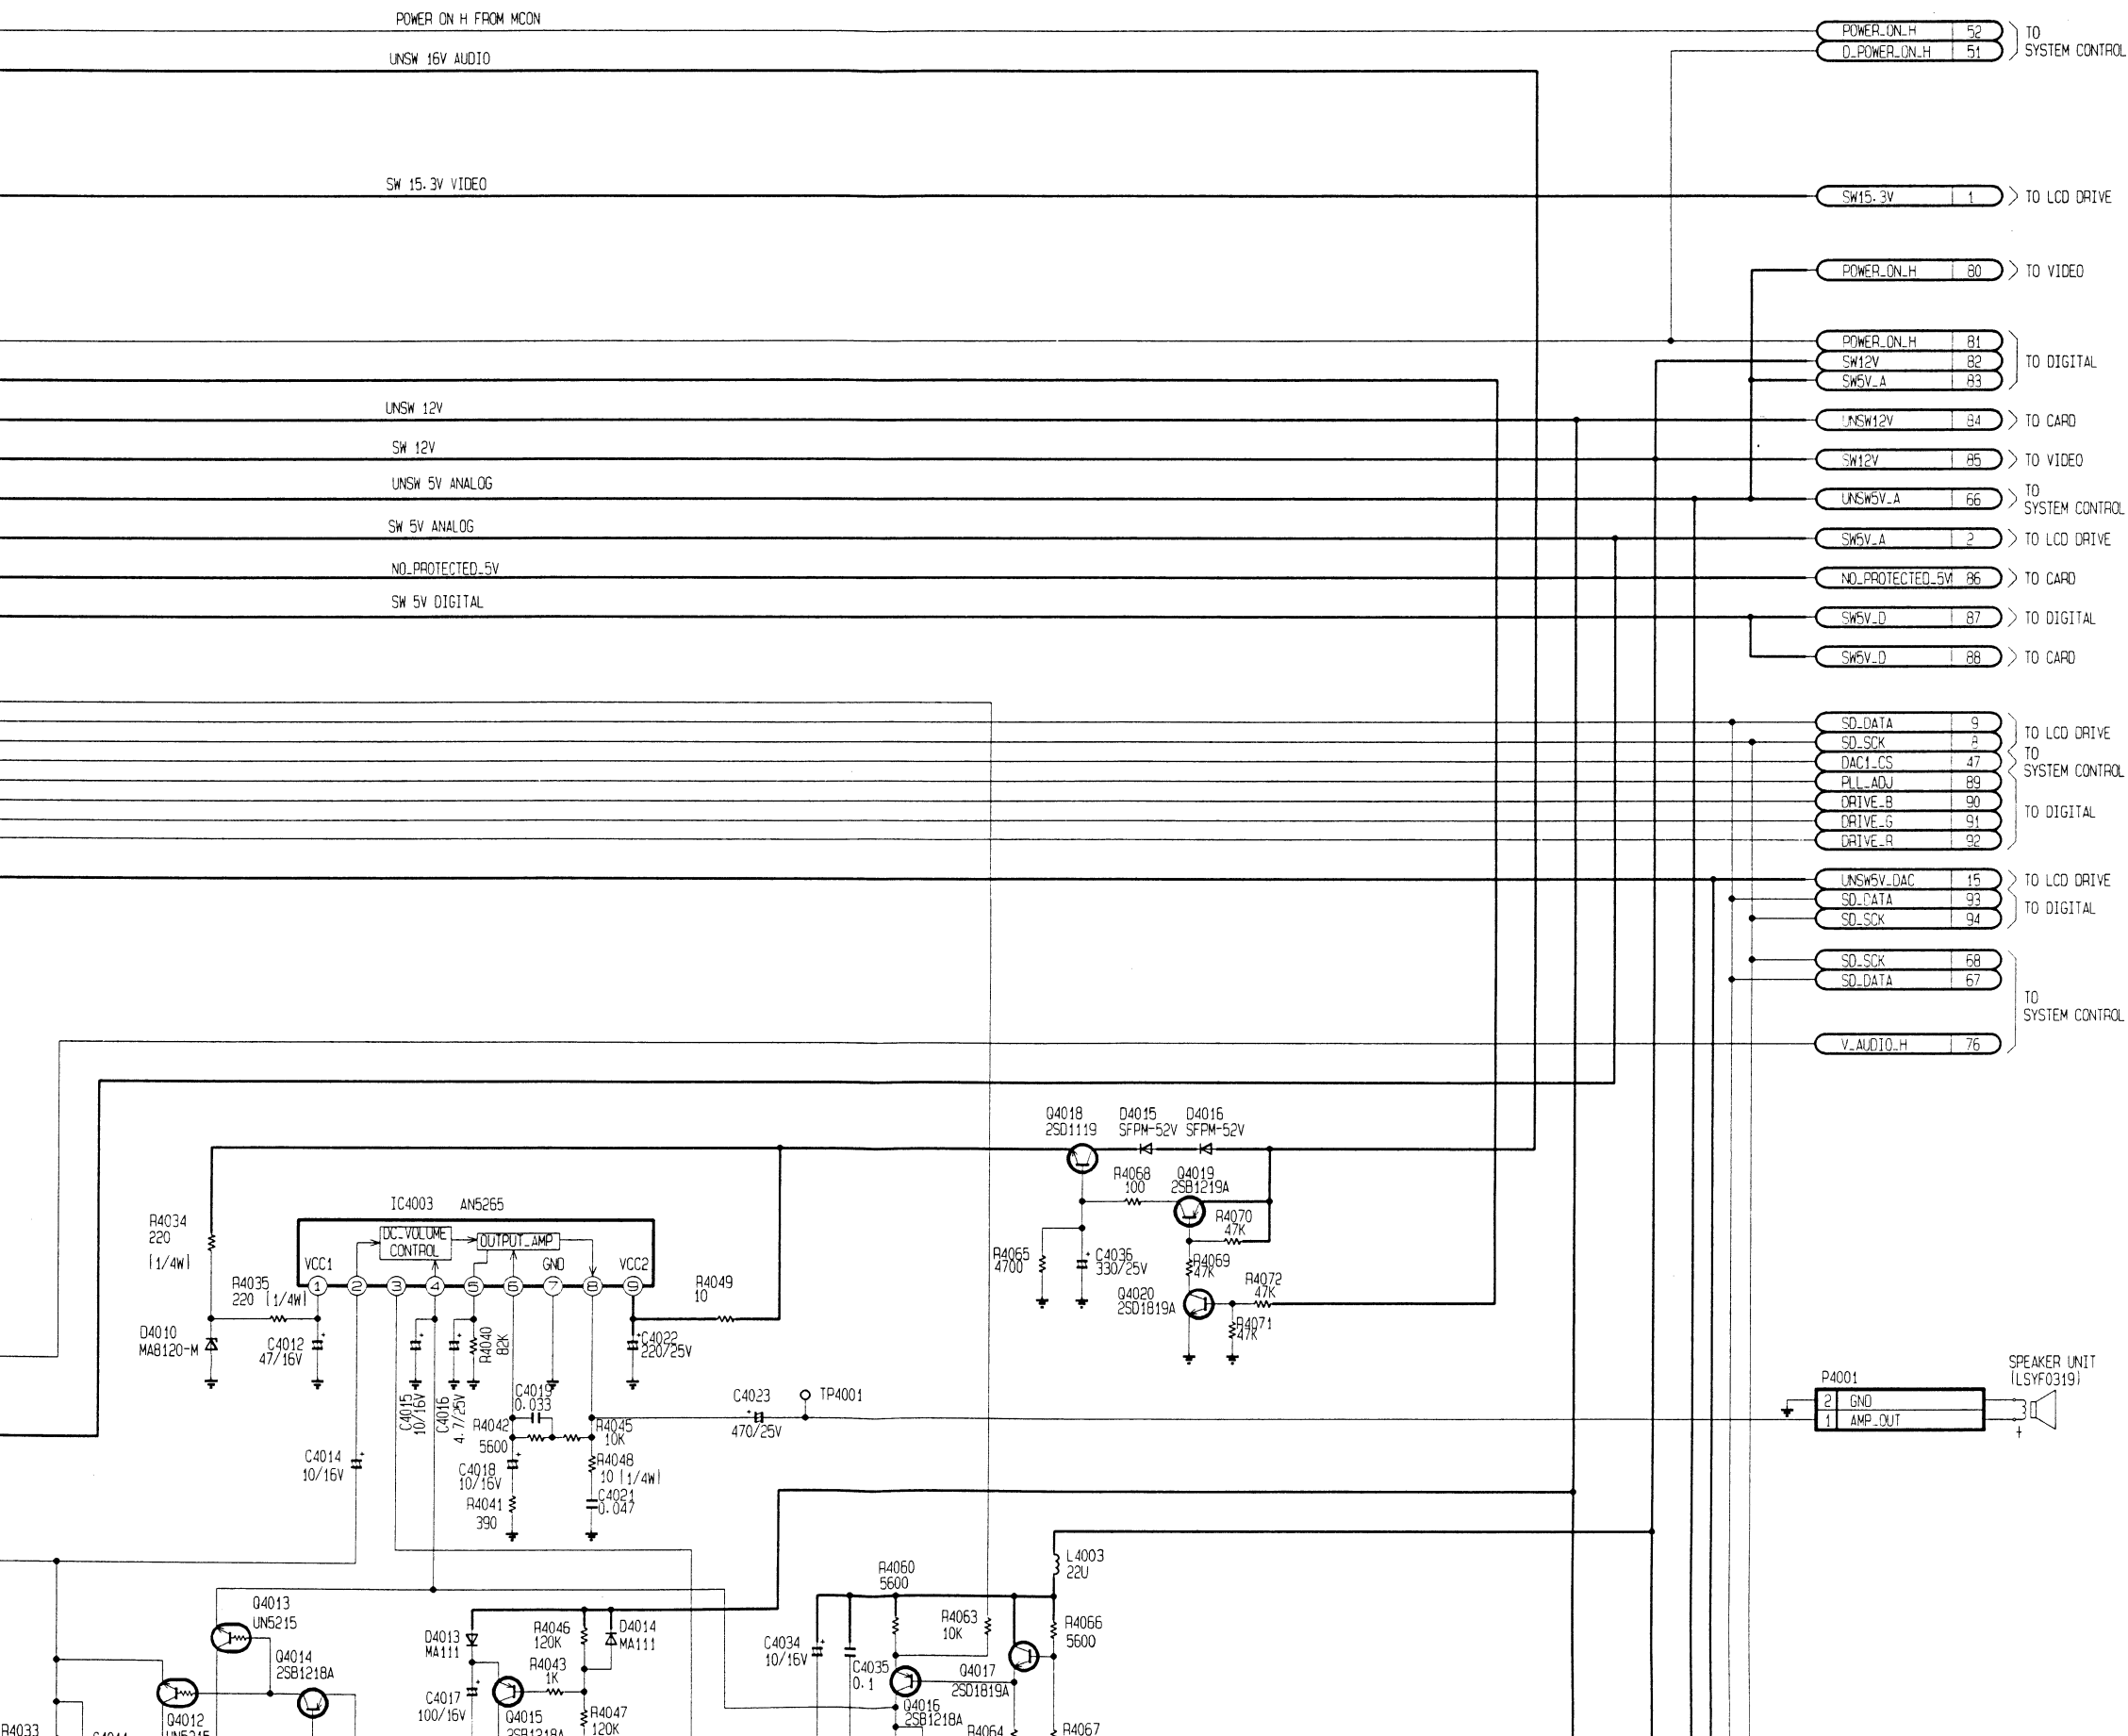 POWER ON H FROM MCON
UNSW 16V AUDIO
POWER_ON_H 52
D_POWER_ON_H 51
TO
SYSTEM CONTROL
SW 15.3V VIDEO
SW15.3V 1
TO LCD DRIVE
POWER_ON_H 80
TO VIDEO
POWER_ON_H 81
SW12V 82
SW5V_A 83
TO DIGITAL
UNSW 12V
UNSW12V 84
TO CARD
SW 12V
SW12V 85
TO VIDEO
UNSW 5V ANALOG
UNSW5V_A 66
TO
SYSTEM CONTROL
SW 5V ANALOG
SW5V_A 2
TO LCD DRIVE
NO_PROTECTED_5V
NO_PROTECTED_5V 86
TO CARD
SW 5V DIGITAL
SW5V_D 87
TO DIGITAL
SW5V_D 88
TO CARD
SD_DATA 9
SD_SCK 8
TO LCD DRIVE
DAC1_CS 47
TO
SYSTEM CONTROL
PLL_ADJ 89
DRIVE_B 90
DRIVE_G 91
DRIVE_R 92
TO DIGITAL
UNSW5V_DAC 15
TO LCD DRIVE
SD_DATA 93
SD_SCK 94
TO DIGITAL
SD_SCK 68
SD_DATA 67
TO
SYSTEM CONTROL
V_AUDIO_H 76
Q4018
2SD1119
D4015
SFPM-52V
D4016
SFPM-52V
R4068
100
Q4019
2SB1219A
R4070
47K
R4065
4700
C4036
330/25V
R4069
47K
R4072
47K
Q4020
2SD1819A
R4071
47K
IC4003 AN5265
DC_VOLUME
CONTROL
OUTPUT_AMP
VCC1
GND
VCC2
1 2 3 4 5 6 7 8 9
R4034
220
[1/4W]
R4035
220 [1/4W]
D4010
MA8120-M
C4012
47/16V
R4049
10
C4022
220/25V
R4040
82K
C4015
10/16V
C4016
4.7/25V
C4019
0.033
R4042
5600
R4045
10K
C4023
470/25V
TP4001
C4014
10/16V
C4018
10/16V
R4048
10 [1/4W]
R4041
390
C4021
0.047
P4001
2 GND
1 AMP_OUT
SPEAKER UNIT
[LSYF0319]
L4003
22U
R4060
5600
Q4013
UN5215
Q4014
2SB1218A
Q4012
UN5215
R4033
D4013
MA111
R4046
120K
D4014
MA111
R4043
1K
C4017
100/16V
Q4015
2SB1218A
R4047
120K
C4034
10/16V
C4035
0.1
R4063
10K
R4066
5600
Q4017
2SD1819A
Q4016
2SB1218A
R4064
R4067